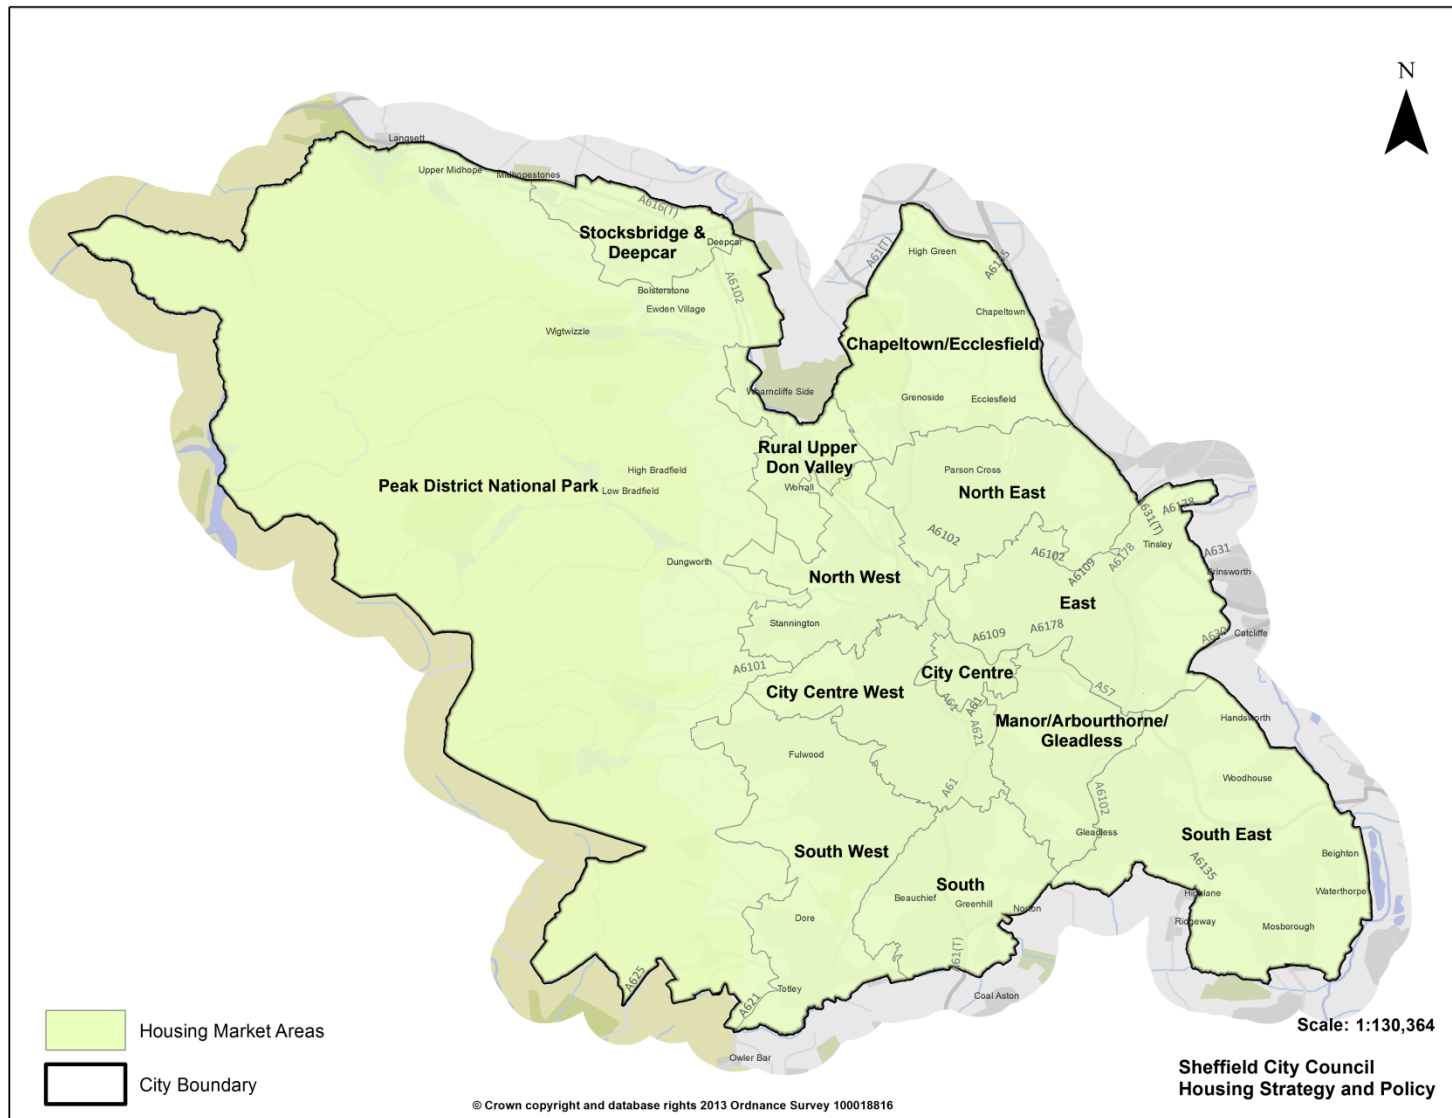 N
Langsett
Upper Midhope
Midhopestones
A616(T)
Stocksbridge &
Deepcar
Deepcar
A61(T)
High Green
A6135
Bolsterstone
A6102
Ewden Village
Chapeltown
Wigtwizzle
Chapeltown/Ecclesfield
Wharncliffe Side
Grenoside
Ecclesfield
Rural Upper
Don Valley
High Bradfield
Parson Cross
Peak District National Park
Low Bradfield
Worrall
North East
A6178
A631(T)
A6102
A6102
Tinsley
A6178
A631
Dungworth
A6109
Brinsworth
North West
East
Stannington
A6109
A6178
A630
Catcliffe
A6101
City Centre
City Centre West
A57
A61
A61
Manor/Arbourthorne/
Gleadless
Handsworth
A621
Fulwood
Woodhouse
A61
A6102
Gleadless
South East
South West
Beighton
A6135
South
Beauchief
Greenhill
Norton
Highlane
Waterthorpe
Dore
Ridgeway
Mosborough
A61(T)
A625
Totley
Coal Aston
A621
Owler Bar
Housing Market Areas
City Boundary
Scale: 1:130,364
Sheffield City Council
Housing Strategy and Policy
© Crown copyright and database rights 2013 Ordnance Survey 100018816